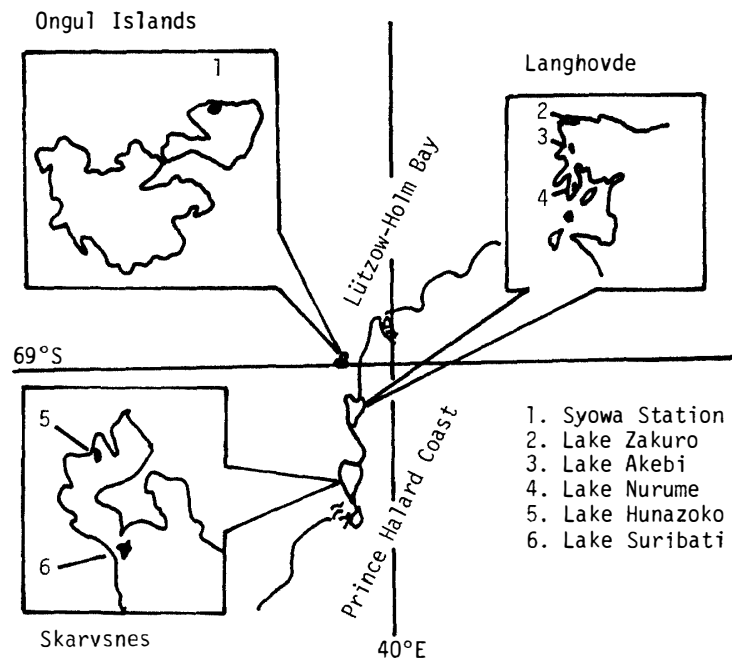 Ongul Islands
1
Langhovde
2
3
4
Lützow-Holm Bay
69°S
5
6
Skarvsnes
Prince Halard Coast
40°E
1. Syowa Station
2. Lake Zakuro
3. Lake Akebi
4. Lake Nurume
5. Lake Hunazoko
6. Lake Suribati